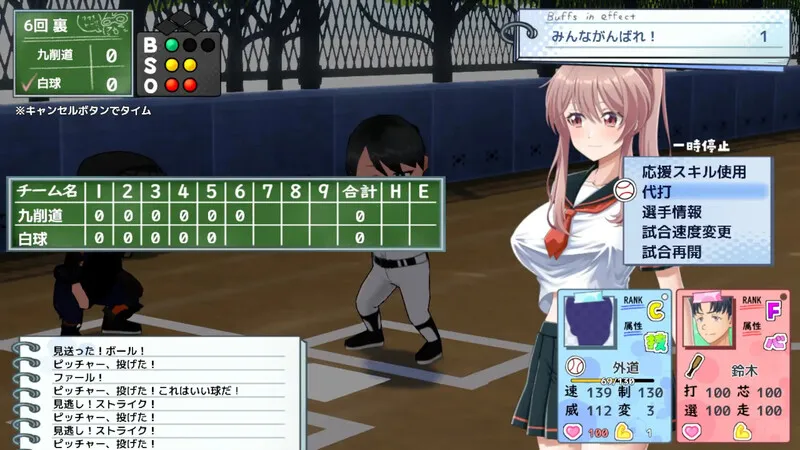 6回 裏
九削道 0
白球 0
B
S
O
※キャンセルボタンでタイム
Buffs in effect
みんながんばれ！ 1
一時停止
応援スキル使用
代打
選手情報
試合速度変更
試合再開
チーム名 1 2 3 4 5 6 7 8 9 合計 H E
九削道 0 0 0 0 0 0 0
白球 0 0 0 0 0 0
見送った！ボール！
ピッチャー、投げた！
ファール！
ピッチャー、投げた！これはいい球だ！
見逃し！ストライク！
ピッチャー、投げた！
見逃し！ストライク！
ピッチャー、投げた！
RANK C
属性 技
外道
69/130
速 139 制 130
威 112 変 3
100 1
RANK F
属性 心
鈴木
打 100 芯 100
選 100 走 100